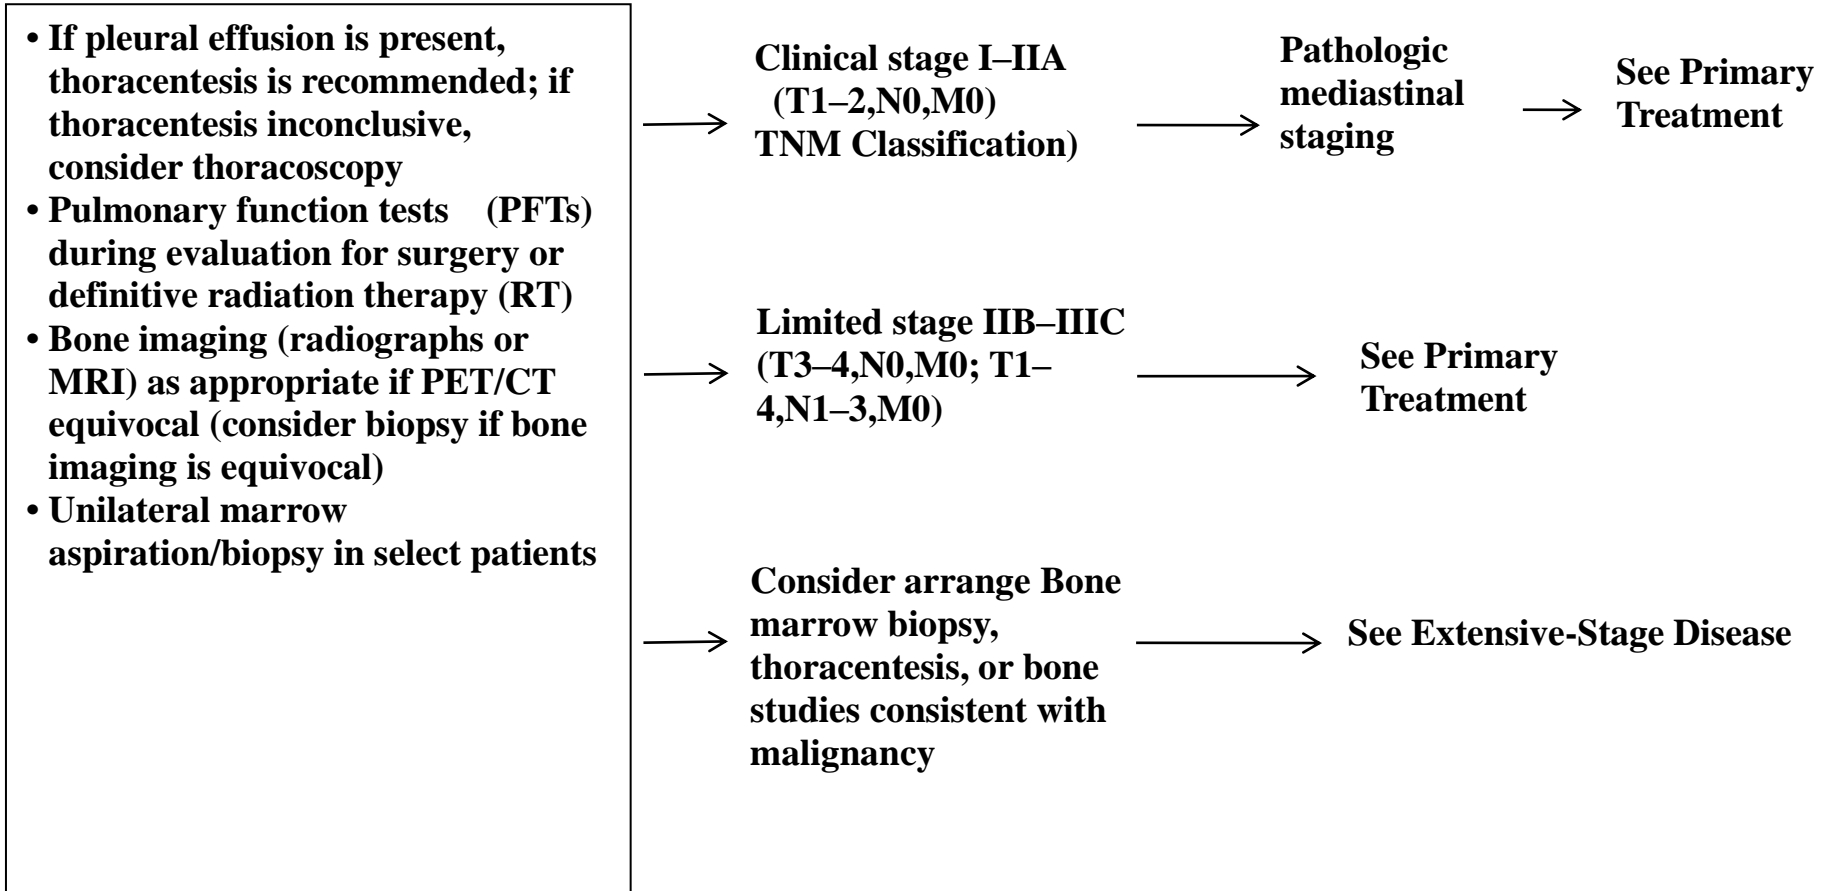 • If pleural effusion is present,
thoracentesis is recommended; if
thoracentesis inconclusive,
consider thoracoscopy
• Pulmonary function tests (PFTs)
during evaluation for surgery or
definitive radiation therapy (RT)
• Bone imaging (radiographs or
MRI) as appropriate if PET/CT
equivocal (consider biopsy if bone
imaging is equivocal)
• Unilateral marrow
aspiration/biopsy in select patients
Clinical stage I–IIA
(T1–2,N0,M0)
TNM Classification)
Pathologic
mediastinal
staging
See Primary
Treatment
Limited stage IIB–IIIC
(T3–4,N0,M0; T1–
4,N1–3,M0)
See Primary
Treatment
Consider arrange Bone
marrow biopsy,
thoracentesis, or bone
studies consistent with
malignancy
See Extensive-Stage Disease